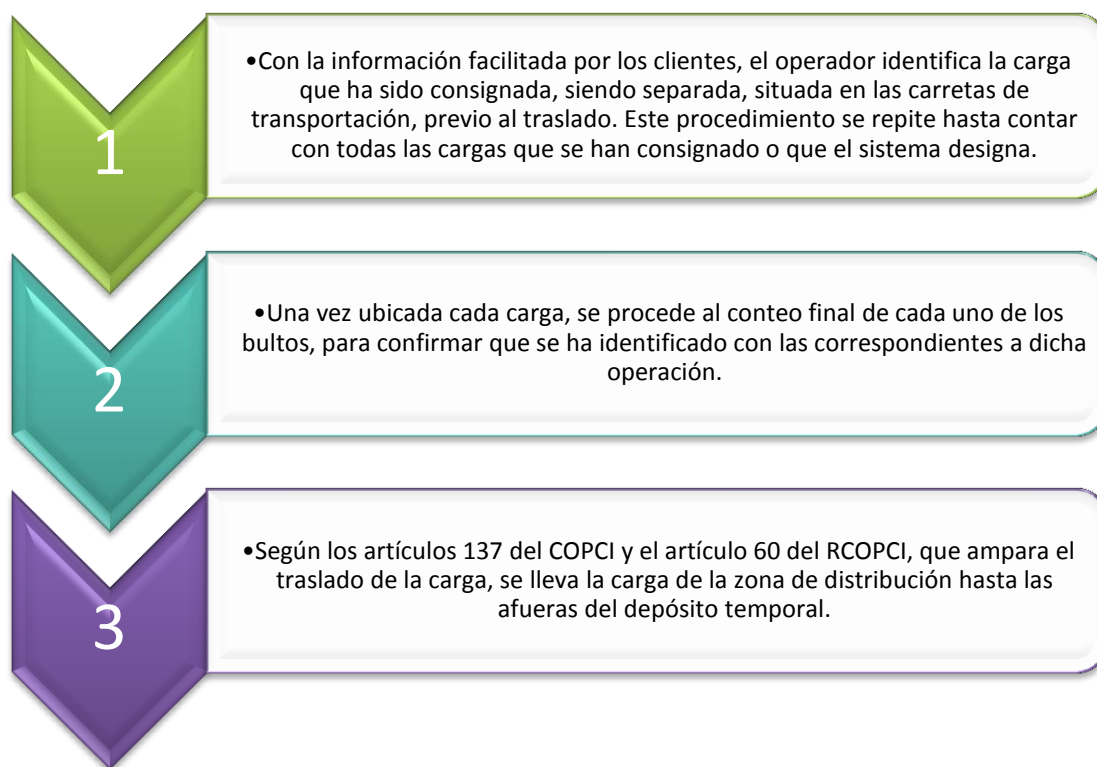 1
•Con la información facilitada por los clientes, el operador identifica la carga
que ha sido consignada, siendo separada, situada en las carretas de
transportación, previo al traslado. Este procedimiento se repite hasta contar
con todas las cargas que se han consignado o que el sistema designa.
2
•Una vez ubicada cada carga, se procede al conteo final de cada uno de los
bultos, para confirmar que se ha identificado con las correspondientes a dicha
operación.
3
•Según los artículos 137 del COPCI y el artículo 60 del RCOPCI, que ampara el
traslado de la carga, se lleva la carga de la zona de distribución hasta las
afueras del depósito temporal.